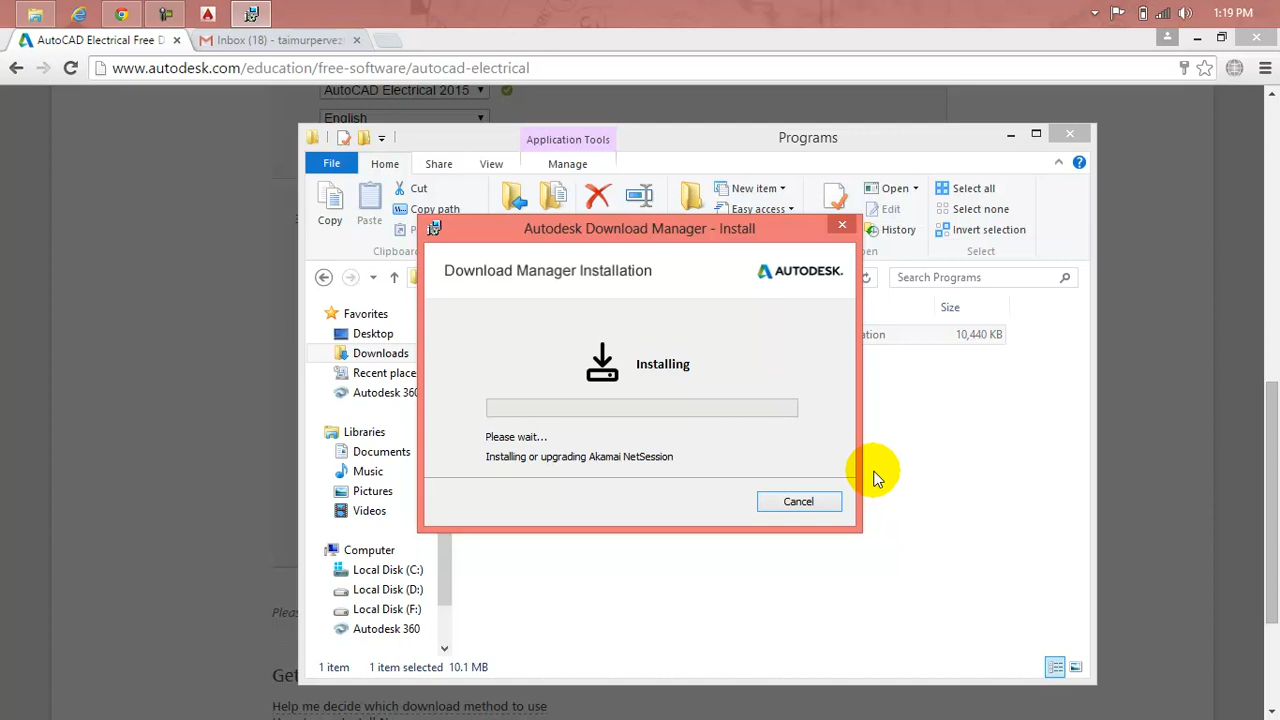 1:19 PM
AutoCAD Electrical Free D
Inbox (18) - taimurpervez
www.autodesk.com/education/free-software/autocad-electrical
AutoCAD Electrical 2015
English
Programs
Application Tools
File
Home
Share
View
Manage
Copy
Paste
Cut
Copy path
New item
Easy access
Open
Edit
History
Select all
Select none
Invert selection
Clipboard
Select
Autodesk Download Manager - Install
Download Manager Installation
AUTODESK.
Search Programs
Size
10,440 KB
Installing
Please wait...
Installing or upgrading Akamai NetSession
Cancel
Favorites
Desktop
Downloads
Recent place
Autodesk 360
Libraries
Documents
Music
Pictures
Videos
Computer
Local Disk (C:)
Local Disk (D:)
Local Disk (F:)
Autodesk 360
1 item
1 item selected 10.1 MB
Pleas
Get
Help me decide which download method to use